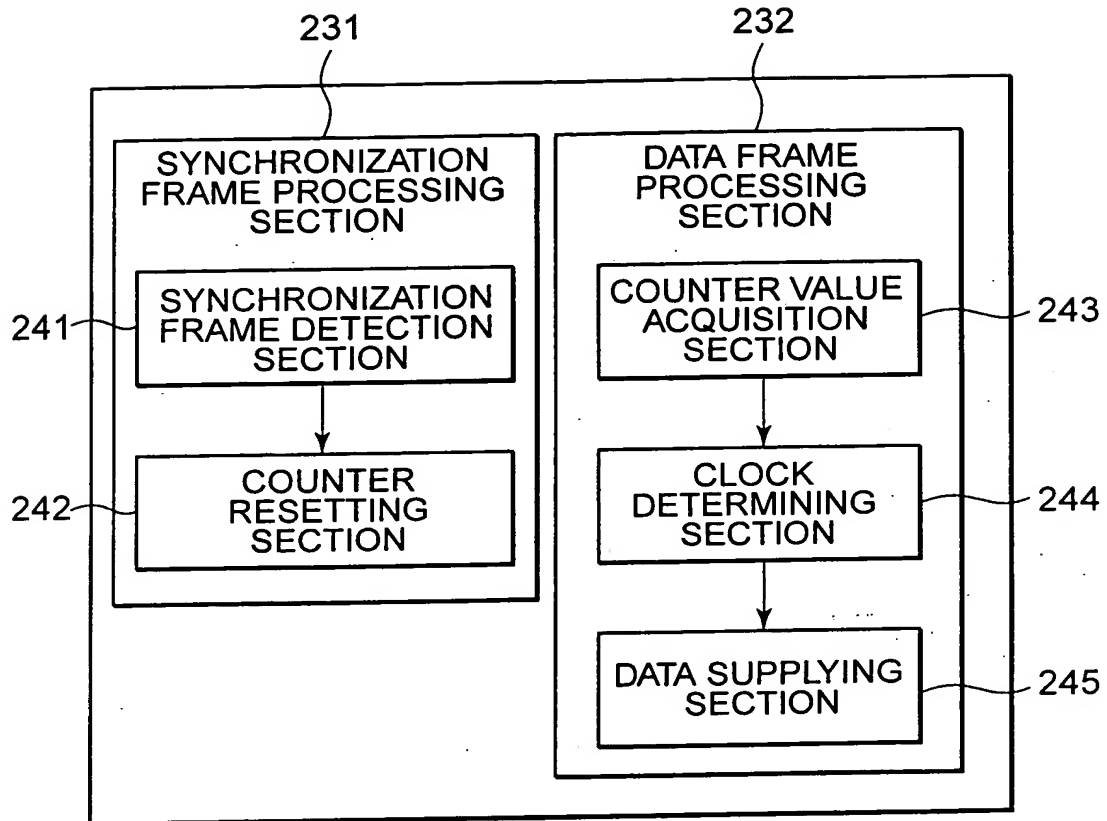 231
232
SYNCHRONIZATION
FRAME PROCESSING
SECTION
241
SYNCHRONIZATION
FRAME DETECTION
SECTION
242
COUNTER
RESETTING
SECTION
DATA FRAME
PROCESSING
SECTION
COUNTER VALUE
ACQUISITION
SECTION
243
CLOCK
DETERMINING
SECTION
244
DATA SUPPLYING
SECTION
245